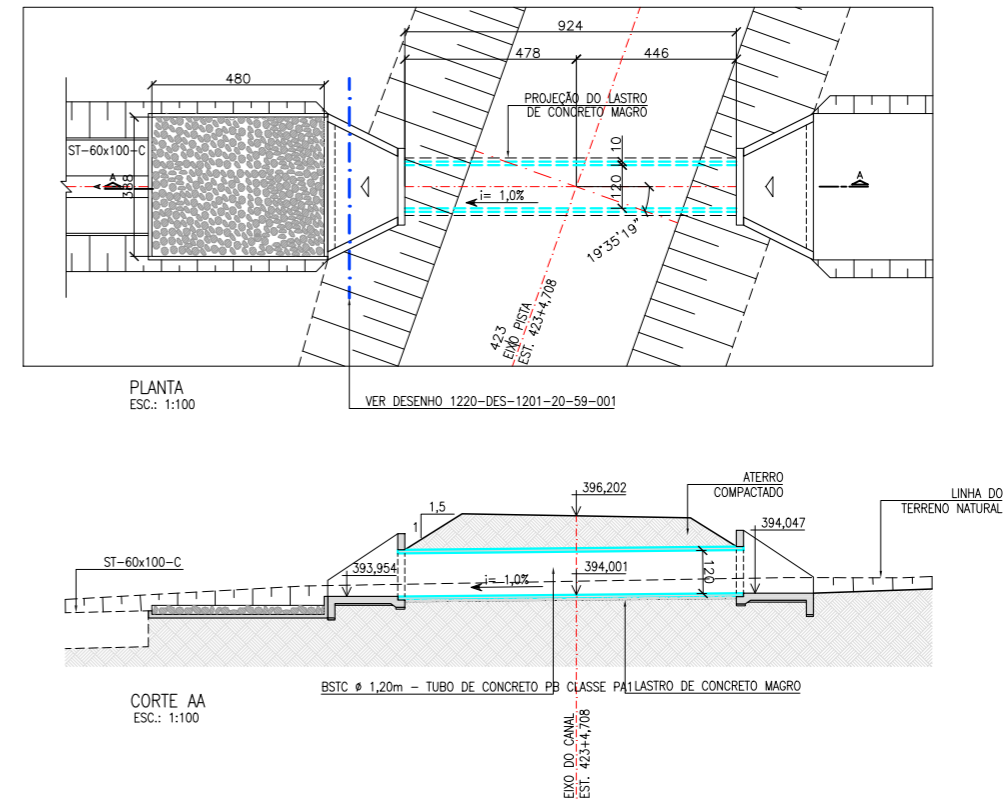 924
478
446
480
PROJEÇÃO DO LASTRO
DE CONCRETO MAGRO
10
ST-60x100-C
A
A
388
120
i= 1,0%
19°35'19"
423
EIXO PISTA
EST. 423+4,708
PLANTA
ESC.: 1:100
VER DESENHO 1220-DES-1201-20-59-001
ATERRO
COMPACTADO
396,202
LINHA DO
TERRENO NATURAL
1,5
1
394,047
ST-60x100-C
393,954
394,001
i= 1,0%
120
BSTC ø 1,20m - TUBO DE CONCRETO PB CLASSE PA1
LASTRO DE CONCRETO MAGRO
CORTE AA
ESC.: 1:100
EIXO DO CANAL
EST. 423+4,708